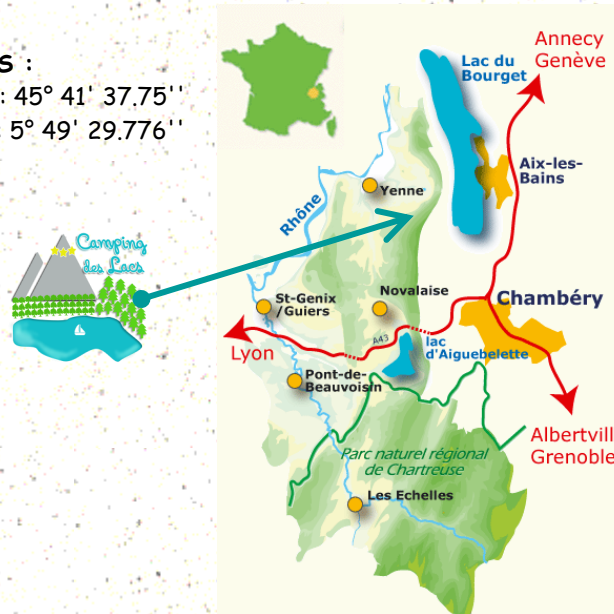 s :
: 45° 41' 37.75''
5° 49' 29.776''
Camping
des Lacs
Annecy
Genève
Lac du
Bourget
Aix-les-
Bains
Yenne
Rhône
St-Genix
/Guiers
Novalaise
Chambéry
A43
lac
d'Aiguebelette
Lyon
Pont-de-
Beauvoisin
Albertvill
Grenoble
Parc naturel régional
de Chartreuse
Les Echelles